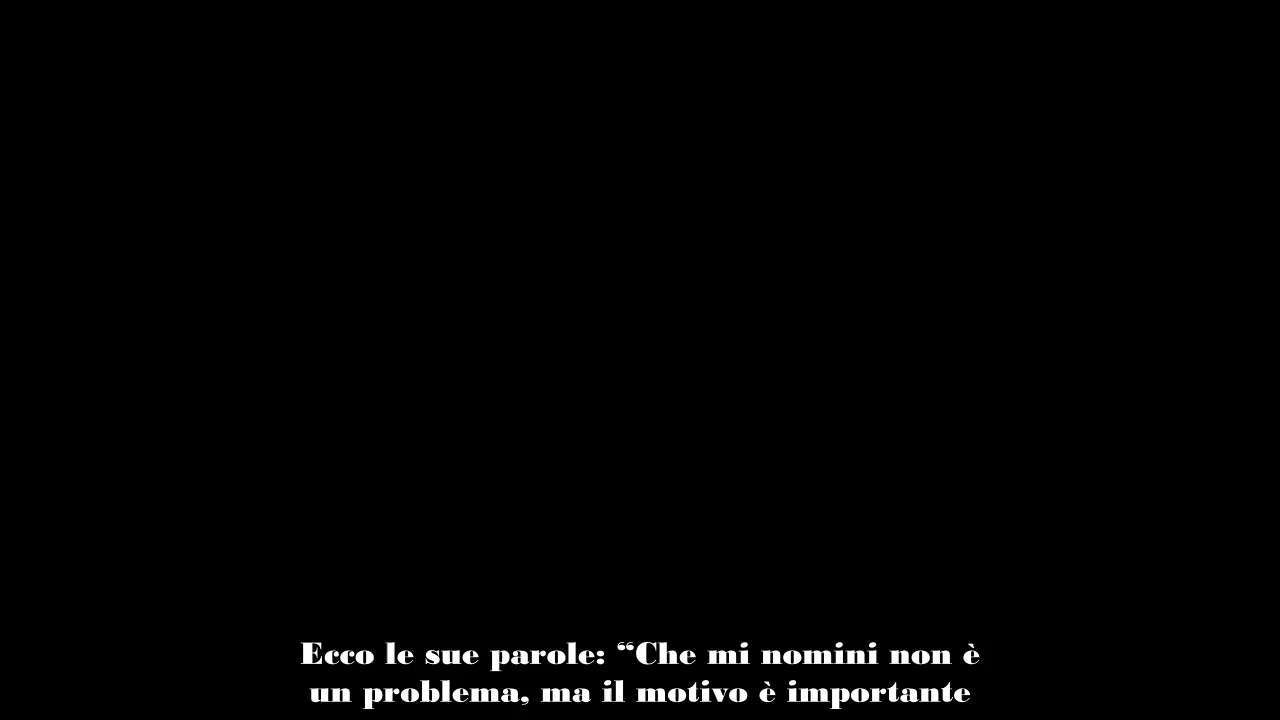 Ecco le sue parole: “Che mi nomini non è
un problema, ma il motivo è importante